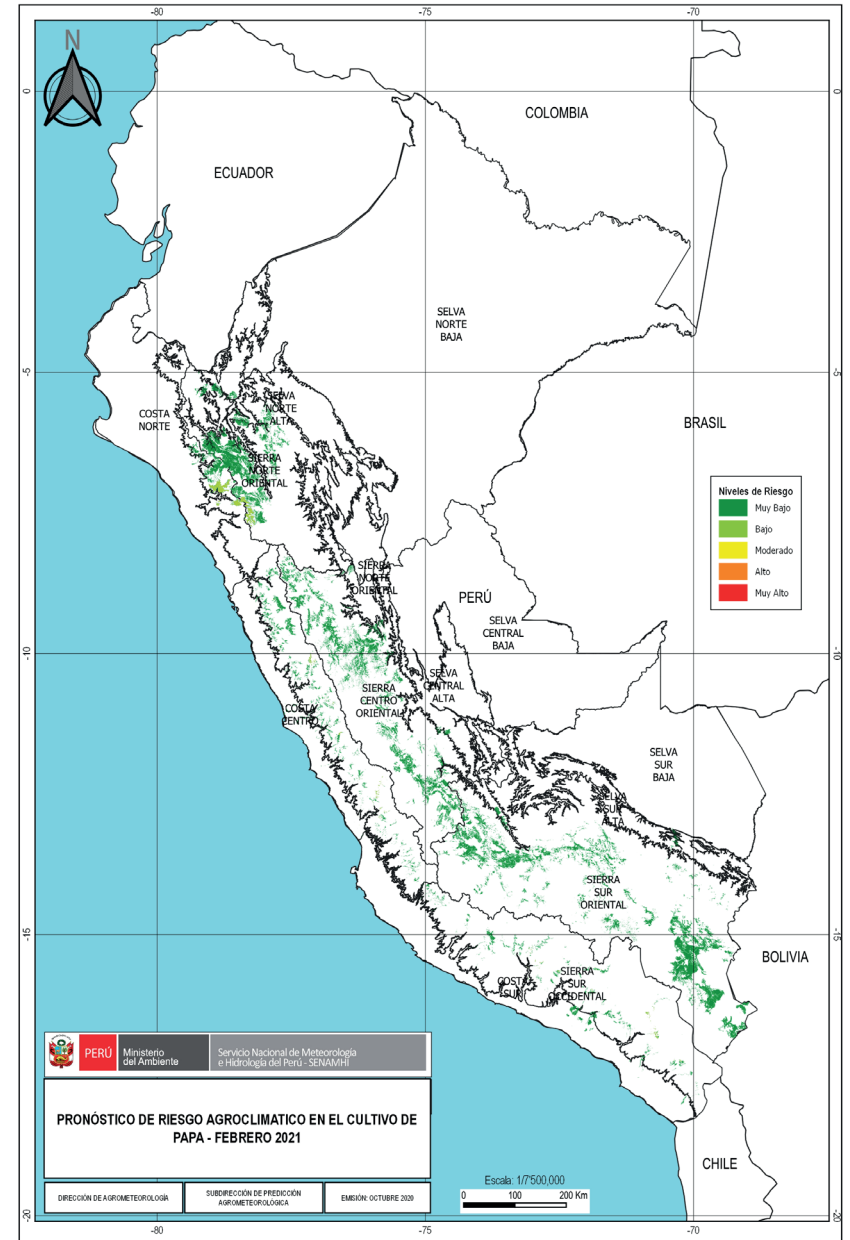 -80
-75
-70
N
0
0
COLOMBIA
ECUADOR
SELVA
NORTE
BAJA
-5
-5
COSTA
NORTE
SELVA
NORTE
ALTA
BRASIL
SIERRA
NORTE
ORIENTAL
Niveles de Riesgo
Muy Bajo
Bajo
Moderado
Alto
Muy Alto
SIERRA
NORTE
ORIENTAL
PERÚ
SELVA
CENTRAL
BAJA
-10
-10
SELVA
CENTRAL
ALTA
SIERRA
CENTRO
ORIENTAL
COSTA
CENTRO
SELVA
SUR
BAJA
SELVA
SUR
ALTA
SIERRA
SUR
ORIENTAL
-15
-15
BOLIVIA
COSTA
SUR
SIERRA
SUR
OCCIDENTAL
PERÚ
Ministerio
del Ambiente
Servicio Nacional de Meteorología
e Hidrología del Perú - SENAMHI
PRONÓSTICO DE RIESGO AGROCLIMATICO EN EL CULTIVO DE
PAPA - FEBRERO 2021
DIRECCIÓN DE AGROMETEOROLOGÍA
SUBDIRECCIÓN DE PREDICCIÓN
AGROMETEOROLÓGICA
EMISIÓN: OCTUBRE 2020
CHILE
Escala: 1/7'500,000
0 100 200 Km
-20
-20
-80
-75
-70